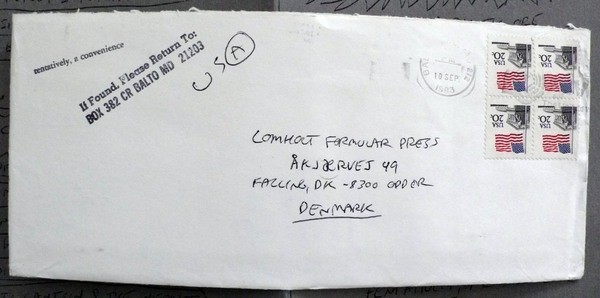 tentatively, a convenience
If Found, Please Return To:
BOX 382 CR BALTO MD 21203
USA
10 SEP
1983
USA
20c
USA
20c
USA
20c
USA
20c
LOMHOLT FORMULAR PRESS
ÅKJÆRVEJ 49
FALLING, DK-8300 ODDER
DENMARK